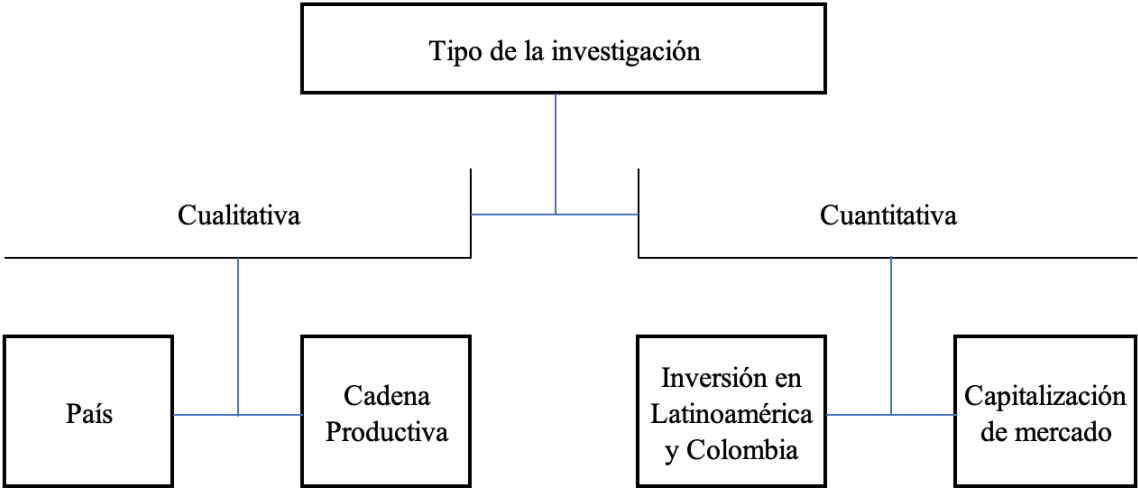 Tipo de la investigación
Cualitativa
Cuantitativa
País
Cadena
Productiva
Inversión en
Latinoamérica
y Colombia
Capitalización
de mercado